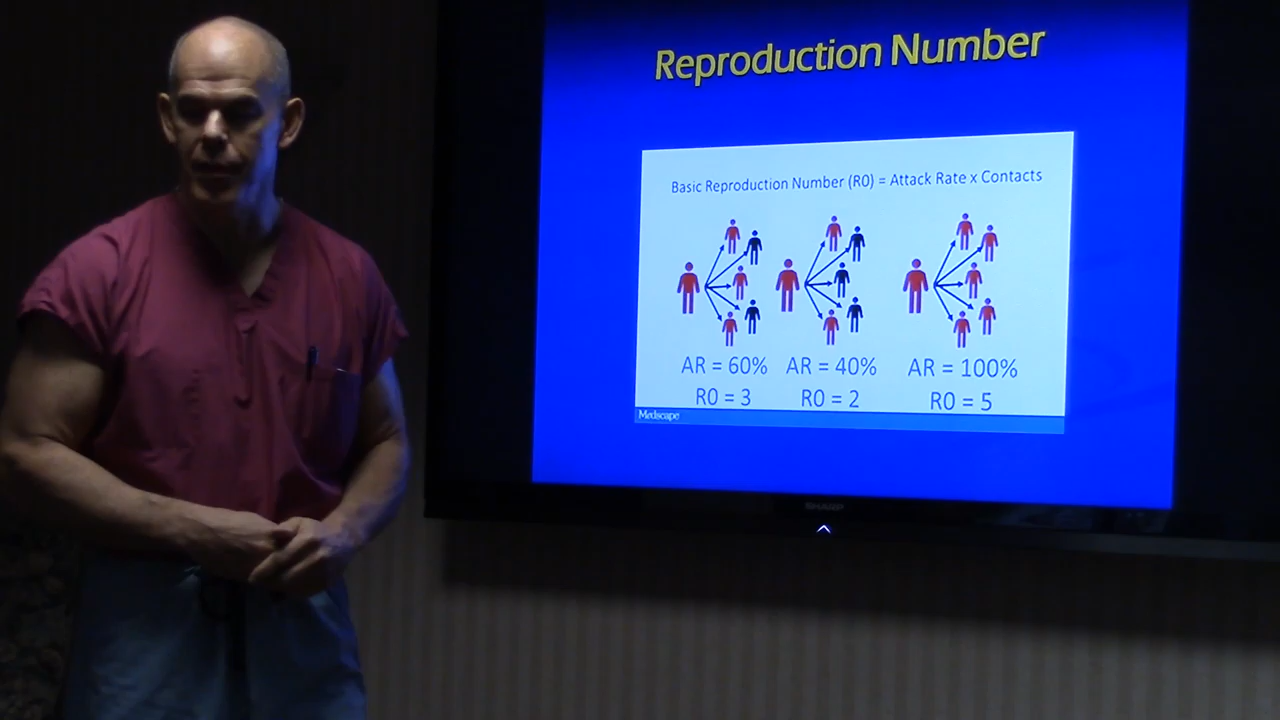 Reproduction Number
Basic Reproduction Number (R0) = Attack Rate x Contacts
AR = 60% AR = 40% AR = 100%
R0 = 3 R0 = 2 R0 = 5
Medscape
SHARP